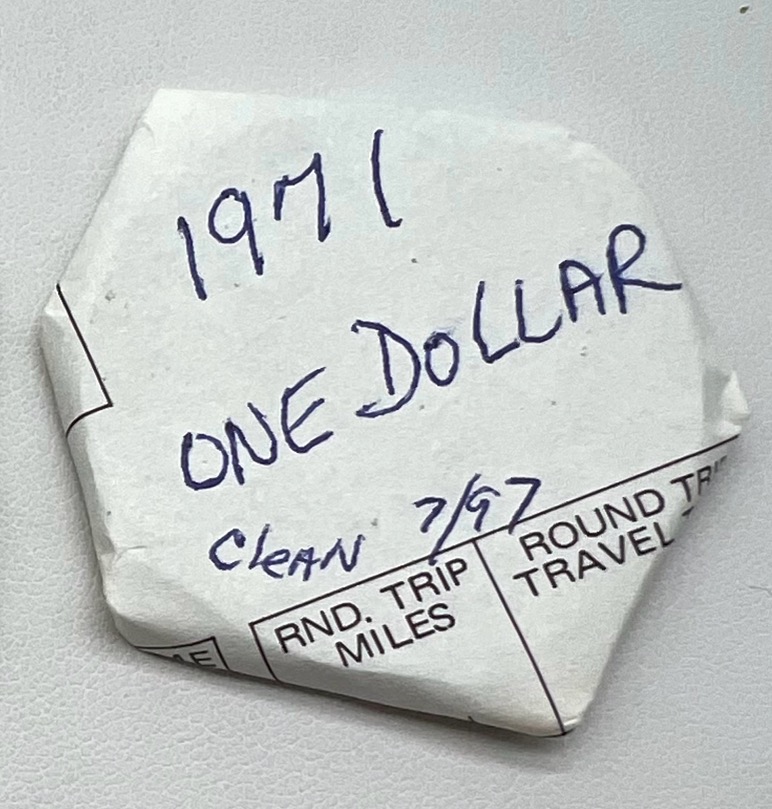 1971
ONE DOLLAR
CleAN 7/97
RND. TRIP
MILES
ROUND TRI
TRAVEL